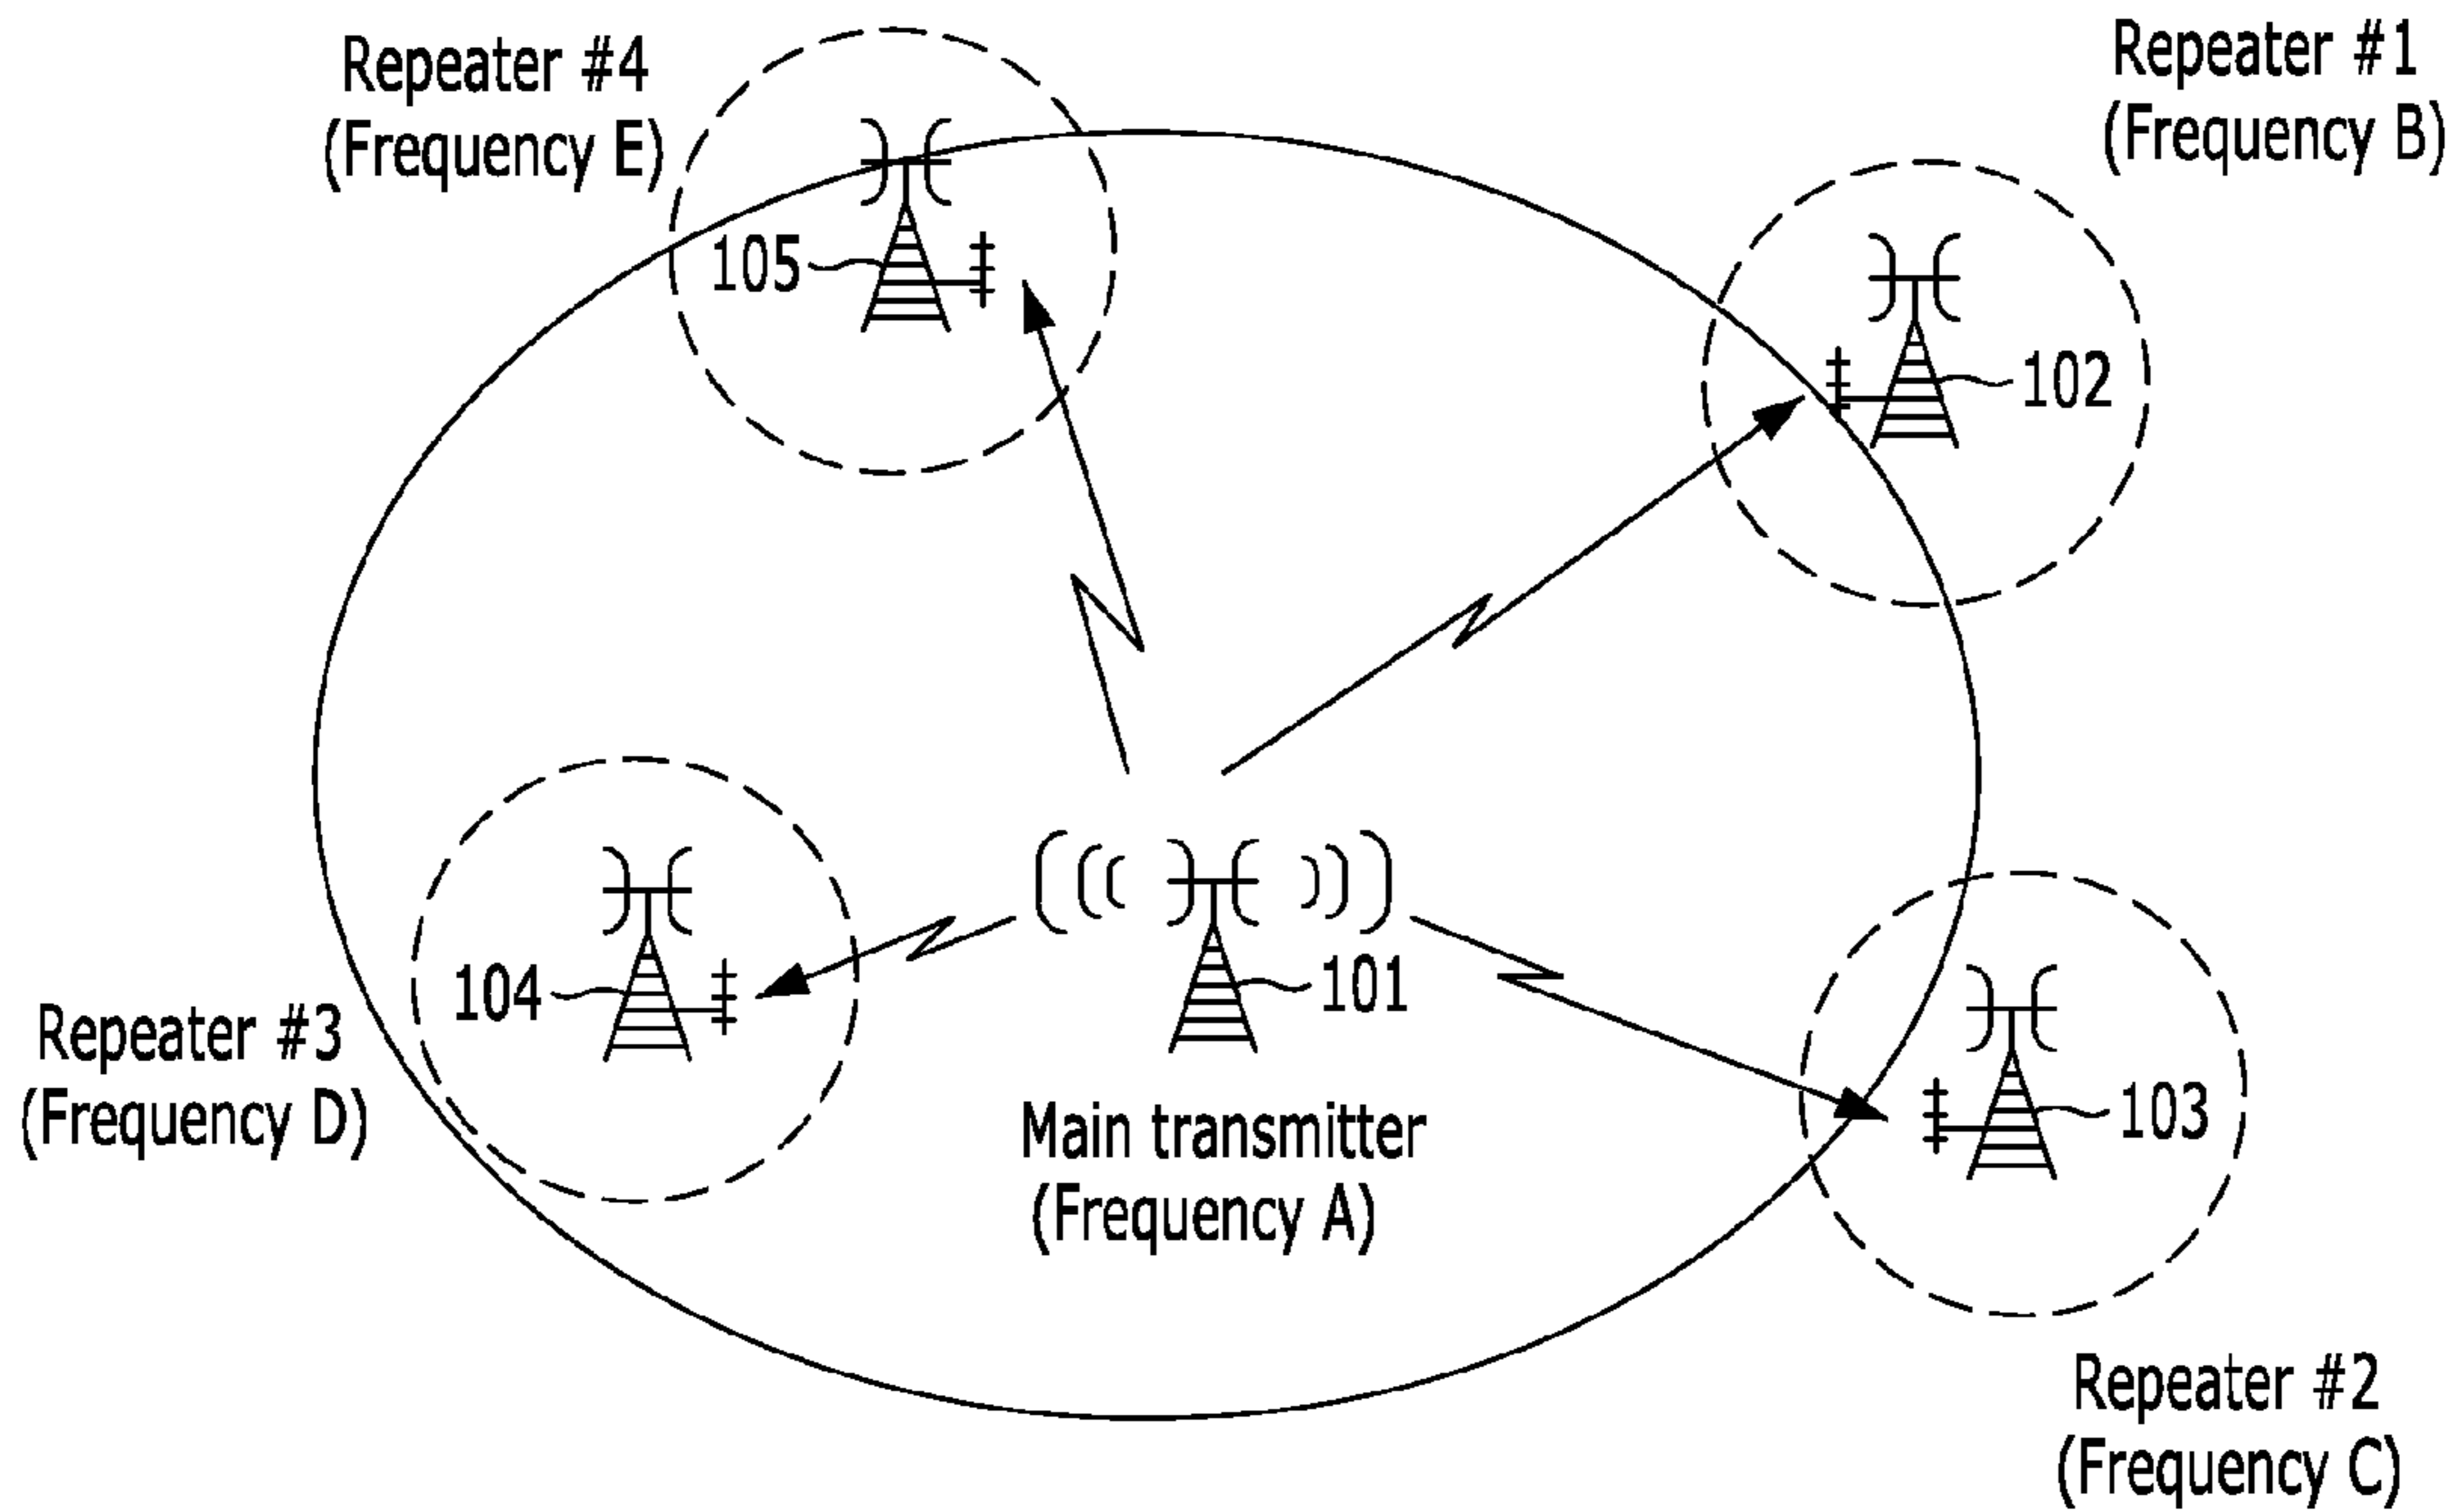 Repeater #4
(Frequency E)
Repeater #1
(Frequency B)
105
102
104
101
Repeater #3
(Frequency D)
Main transmitter
(Frequency A)
103
Repeater #2
(Frequency C)